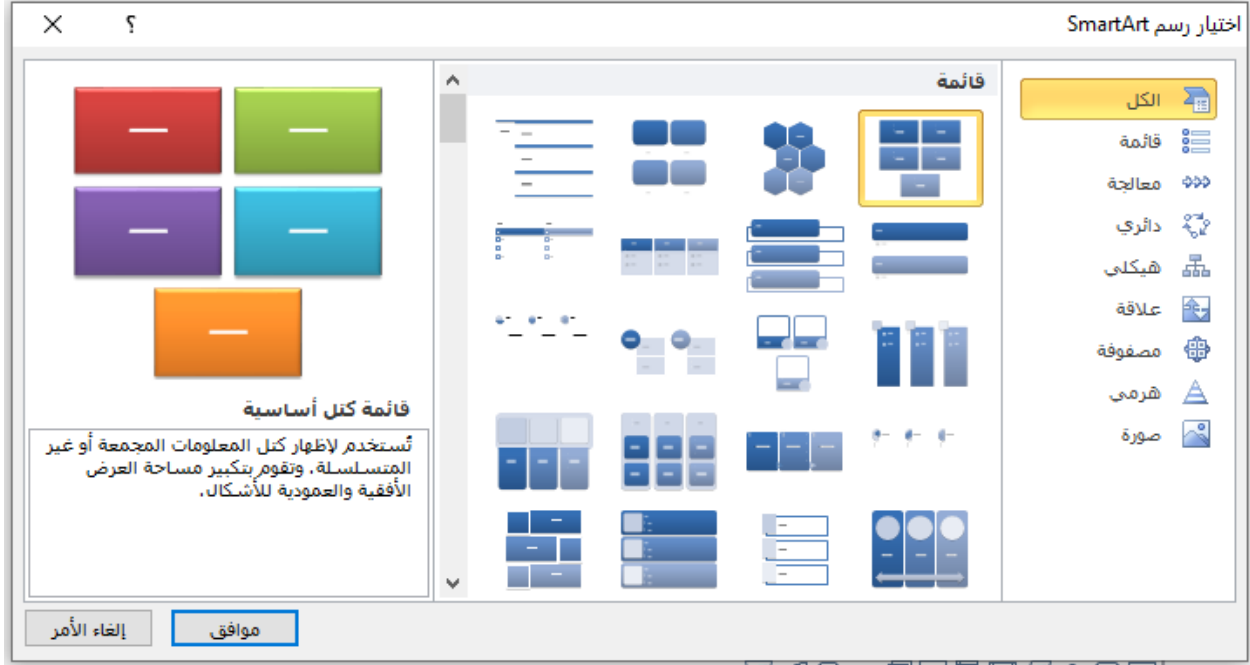 اختيار رسم SmartArt
؟
الكل
قائمة
معالجة
دائري
هيكلي
علاقة
مصفوفة
هرمي
صورة
قائمة
قائمة كتل أساسية
تُستخدم لإظهار كتل المعلومات المجمعة أو غير
المتسلسلة. وتقوم بتكبير مساحة العرض
الأفقية والعمودية للأشكال.
موافق
إلغاء الأمر